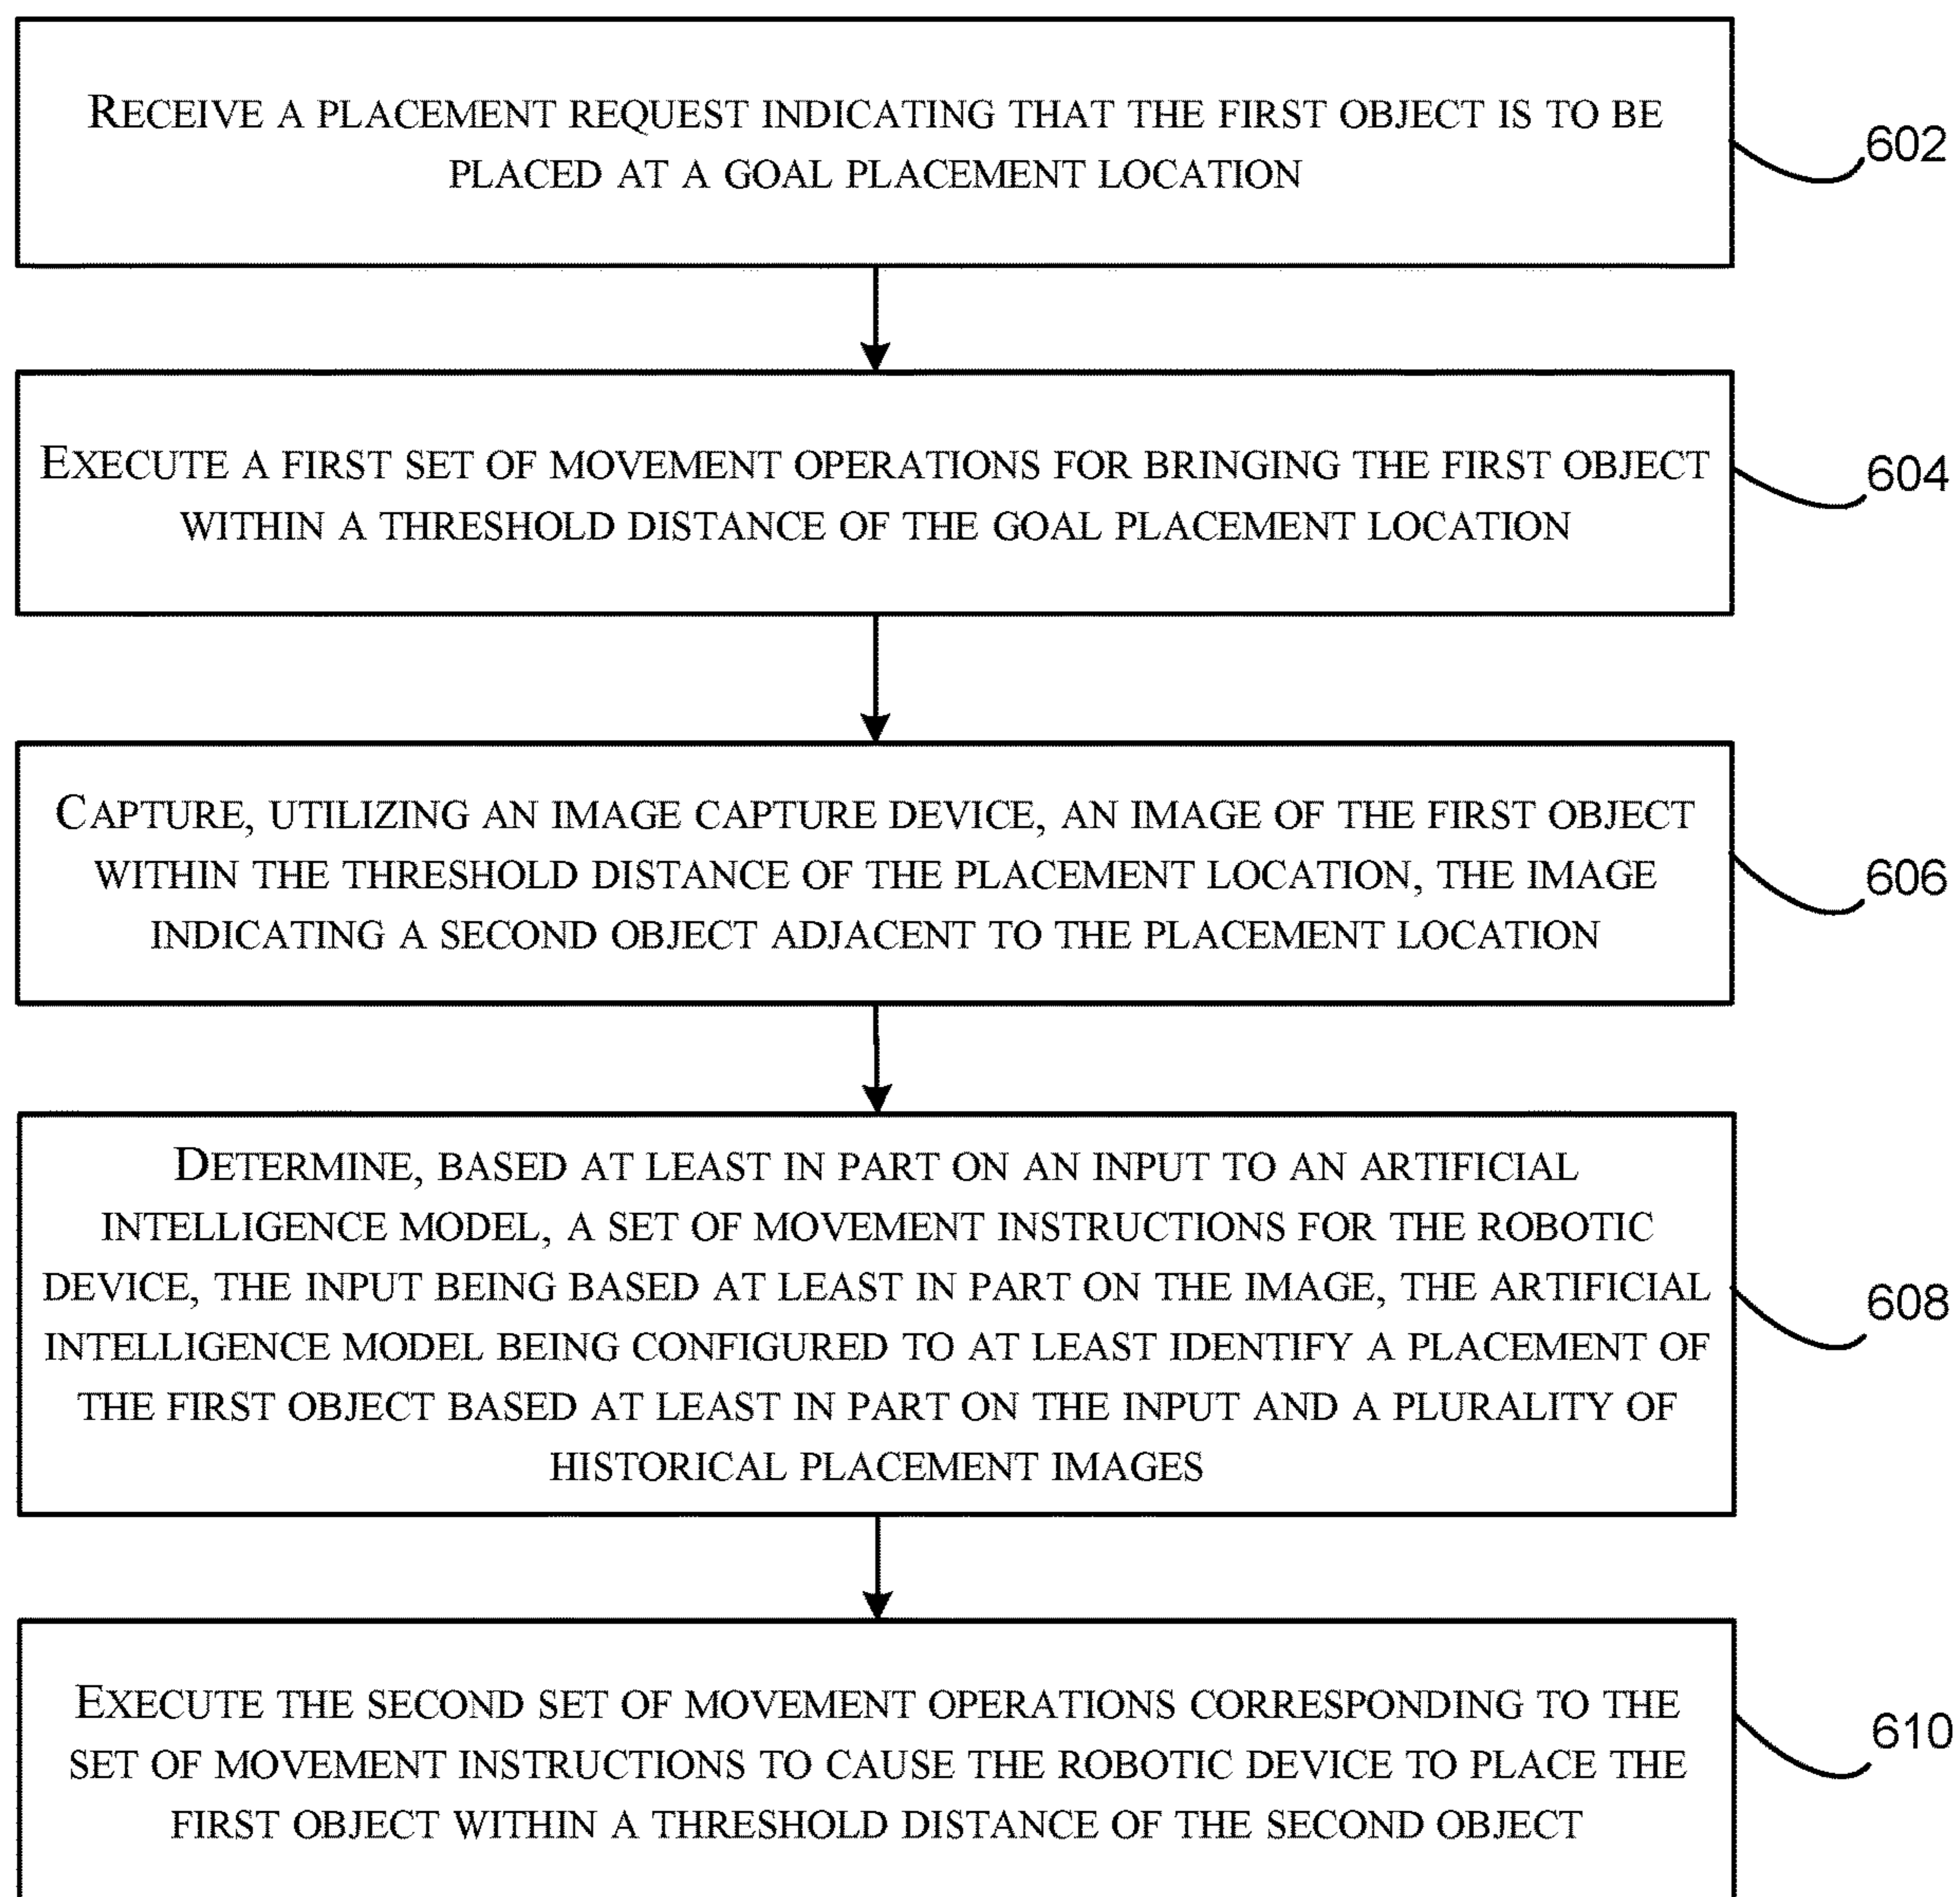 RECEIVE A PLACEMENT REQUEST INDICATING THAT THE FIRST OBJECT IS TO BE
PLACED AT A GOAL PLACEMENT LOCATION
602
EXECUTE A FIRST SET OF MOVEMENT OPERATIONS FOR BRINGING THE FIRST OBJECT
WITHIN A THRESHOLD DISTANCE OF THE GOAL PLACEMENT LOCATION
604
CAPTURE, UTILIZING AN IMAGE CAPTURE DEVICE, AN IMAGE OF THE FIRST OBJECT
WITHIN THE THRESHOLD DISTANCE OF THE PLACEMENT LOCATION, THE IMAGE
INDICATING A SECOND OBJECT ADJACENT TO THE PLACEMENT LOCATION
606
DETERMINE, BASED AT LEAST IN PART ON AN INPUT TO AN ARTIFICIAL
INTELLIGENCE MODEL, A SET OF MOVEMENT INSTRUCTIONS FOR THE ROBOTIC
DEVICE, THE INPUT BEING BASED AT LEAST IN PART ON THE IMAGE, THE ARTIFICIAL
INTELLIGENCE MODEL BEING CONFIGURED TO AT LEAST IDENTIFY A PLACEMENT OF
THE FIRST OBJECT BASED AT LEAST IN PART ON THE INPUT AND A PLURALITY OF
HISTORICAL PLACEMENT IMAGES
608
EXECUTE THE SECOND SET OF MOVEMENT OPERATIONS CORRESPONDING TO THE
SET OF MOVEMENT INSTRUCTIONS TO CAUSE THE ROBOTIC DEVICE TO PLACE THE
FIRST OBJECT WITHIN A THRESHOLD DISTANCE OF THE SECOND OBJECT
610